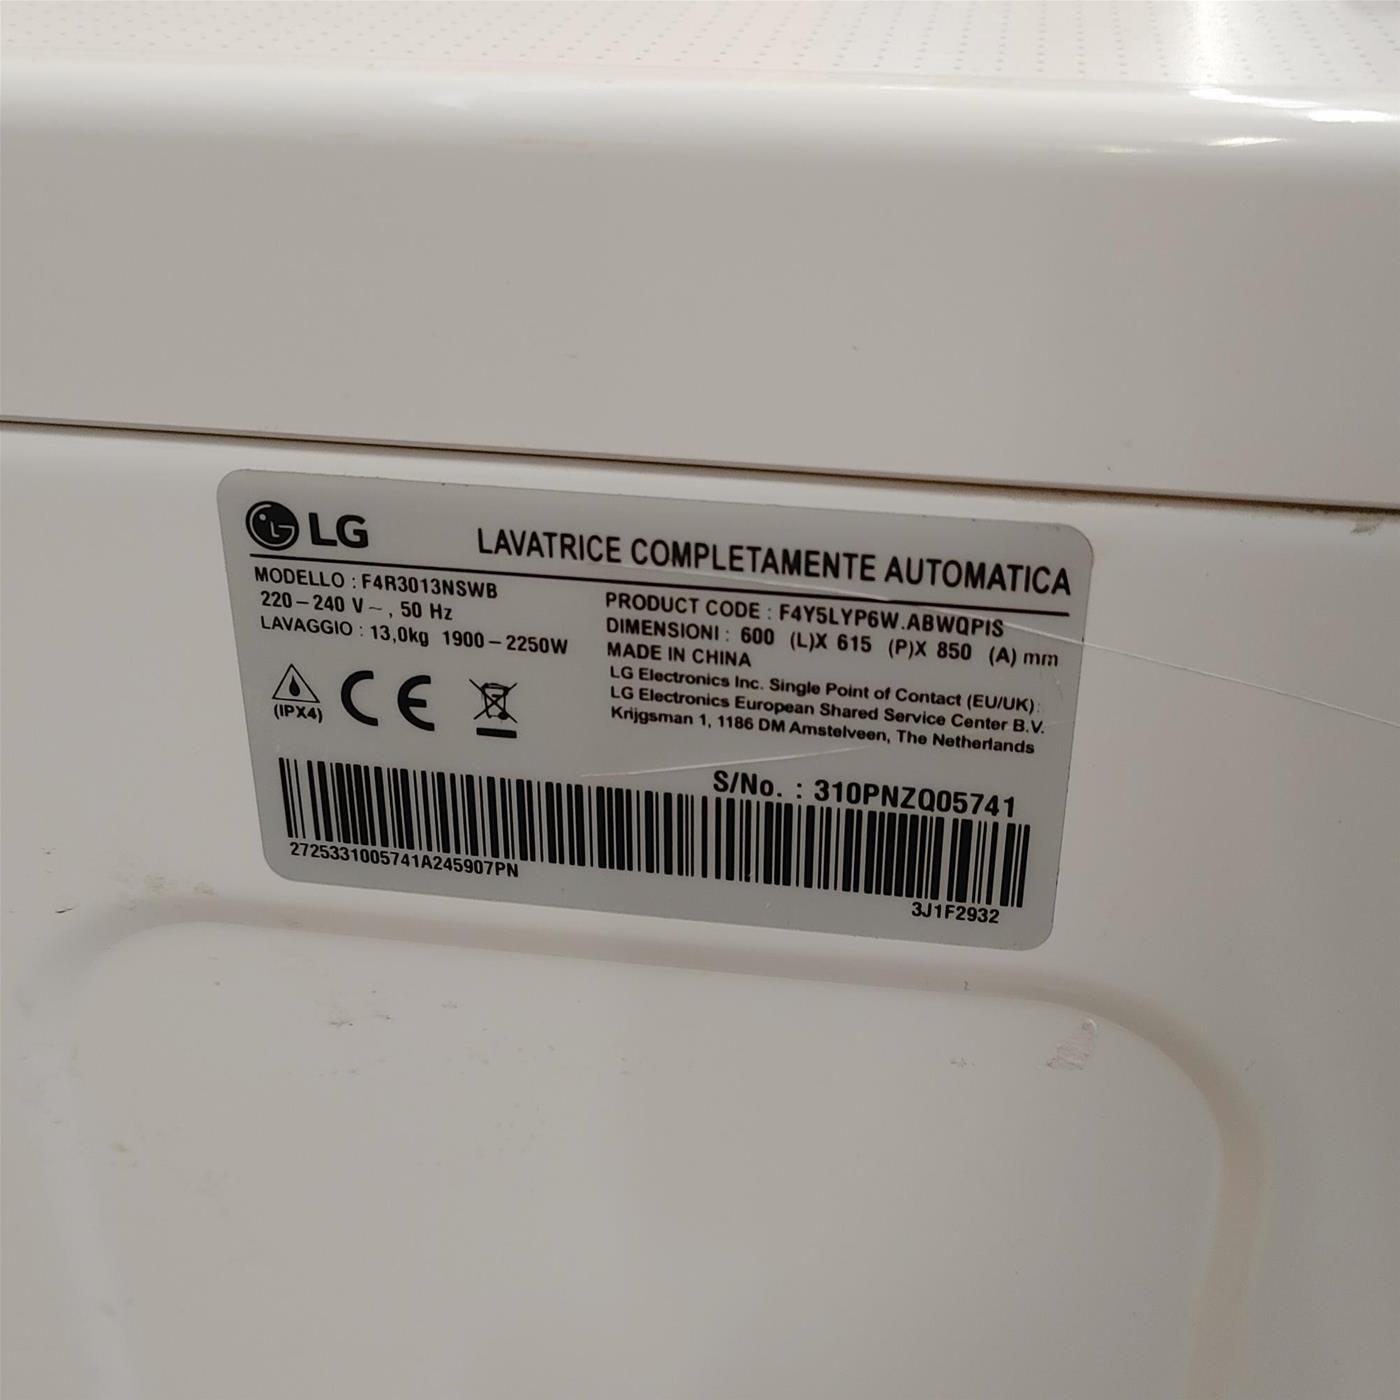 LG
LAVATRICE COMPLETAMENTE AUTOMATICA
MODELLO : F4R3013NSWB
220-240 V~, 50 Hz
LAVAGGIO : 13,0kg 1900-2250W
(IPX4)
CE
PRODUCT CODE : F4Y5LYP6W.ABWQPIS
DIMENSIONI : 600 (L)X 615 (P)X 850 (A) mm
MADE IN CHINA
LG Electronics Inc. Single Point of Contact (EU/UK):
LG Electronics European Shared Service Center B.V.
Krijgsman 1, 1186 DM Amstelveen, The Netherlands
S/No. : 310PNZQ05741
2725331005741A245907PN
3J1F2932